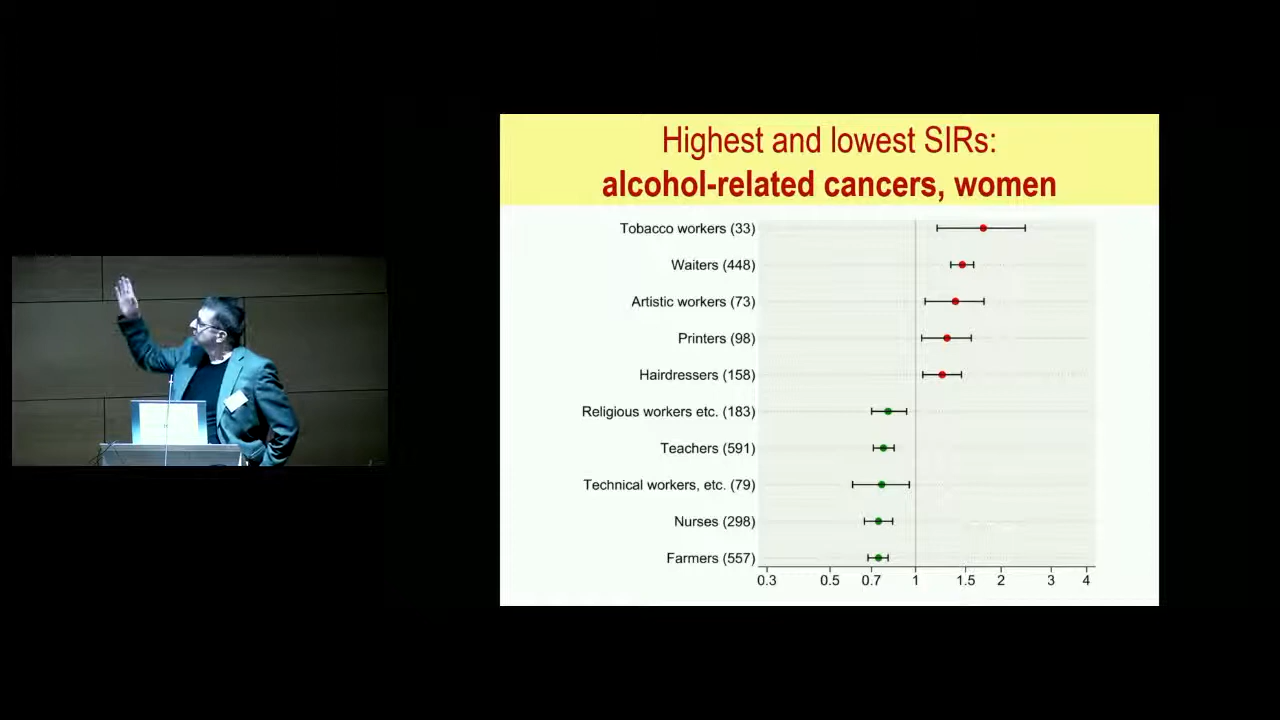 Highest and lowest SIRs:
alcohol-related cancers, women
Tobacco workers (33)
Waiters (448)
Artistic workers (73)
Printers (98)
Hairdressers (158)
Religious workers etc. (183)
Teachers (591)
Technical workers, etc. (79)
Nurses (298)
Farmers (557)
0.3 0.5 0.7 1 1.5 2 3 4